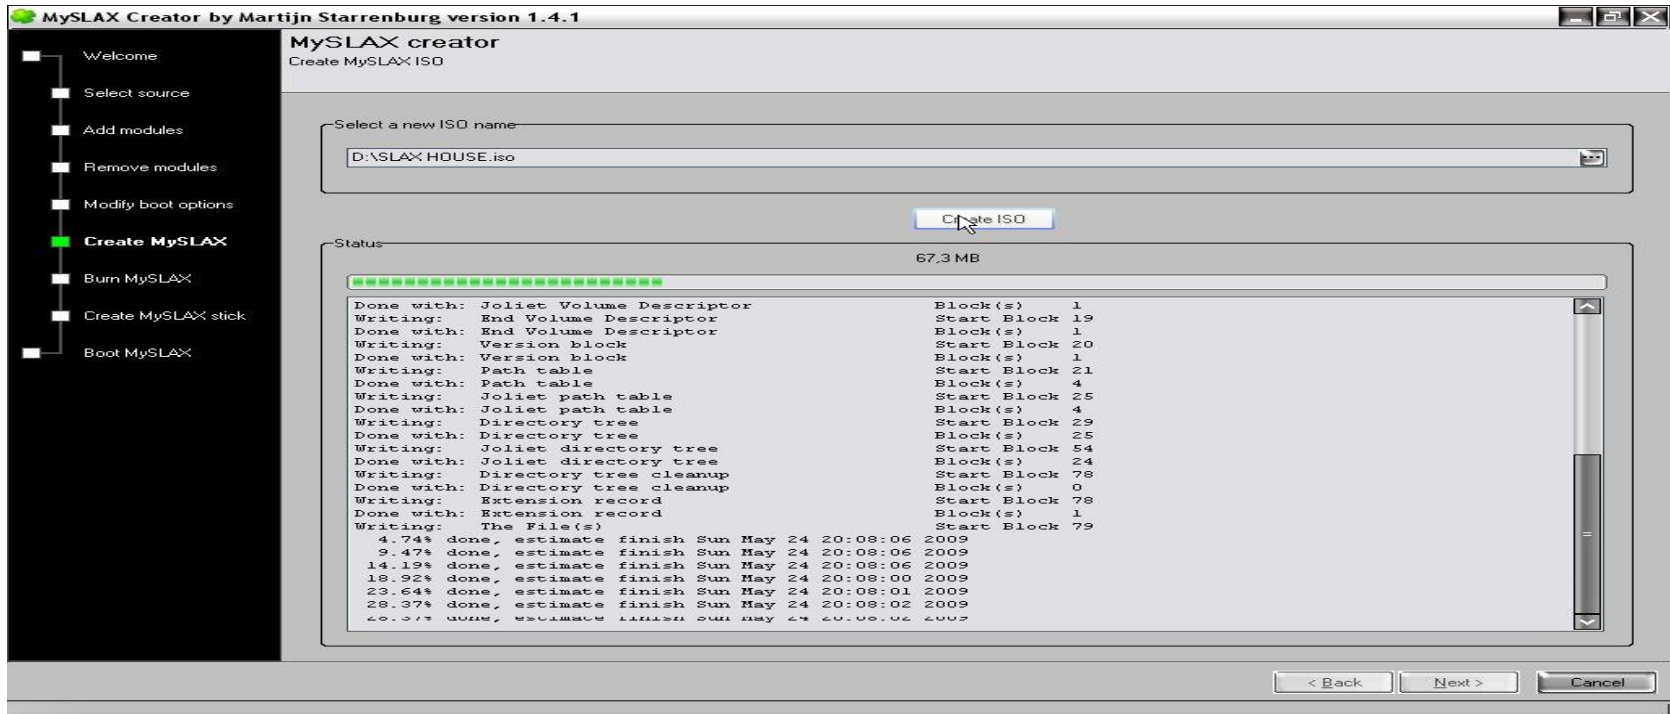 MySLAX Creator by Martijn Starrenburg version 1.4.1
Welcome
Select source
Add modules
Remove modules
Modify boot options
Create MySLAX
Burn MySLAX
Create MySLAX stick
Boot MySLAX
MySLAX creator
Create MySLAX ISO
Select a new ISO name
D:\SLAX HOUSE.iso
Create ISO
Status
67,3 MB
Done with: Joliet Volume Descriptor Block(s) 1
Writing: End Volume Descriptor Start Block 19
Done with: End Volume Descriptor Block(s) 1
Writing: Version block Start Block 20
Done with: Version block Block(s) 1
Writing: Path table Start Block 21
Done with: Path table Block(s) 4
Writing: Joliet path table Start Block 25
Done with: Joliet path table Block(s) 4
Writing: Directory tree Start Block 29
Done with: Directory tree Block(s) 25
Writing: Joliet directory tree Start Block 54
Done with: Joliet directory tree Block(s) 24
Writing: Directory tree cleanup Start Block 78
Done with: Directory tree cleanup Block(s) 0
Writing: Extension record Start Block 78
Done with: Extension record Block(s) 1
Writing: The File(s) Start Block 79
4.74% done, estimate finish Sun May 24 20:08:06 2009
9.47% done, estimate finish Sun May 24 20:08:06 2009
14.19% done, estimate finish Sun May 24 20:08:06 2009
18.92% done, estimate finish Sun May 24 20:08:00 2009
23.64% done, estimate finish Sun May 24 20:08:01 2009
28.37% done, estimate finish Sun May 24 20:08:02 2009
< Back
Next >
Cancel